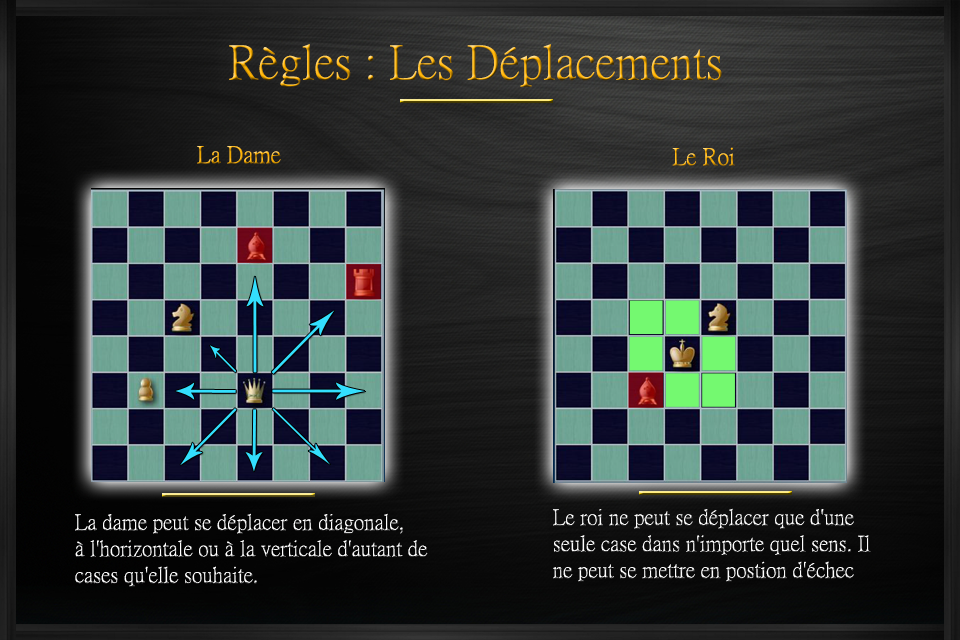 Règles : Les Déplacements
La Dame
La dame peut se déplacer en diagonale,
à l'horizontale ou à la verticale d'autant de
cases qu'elle souhaite.
Le Roi
Le roi ne peut se déplacer que d'une
seule case dans n'importe quel sens. Il
ne peut se mettre en postion d'échec